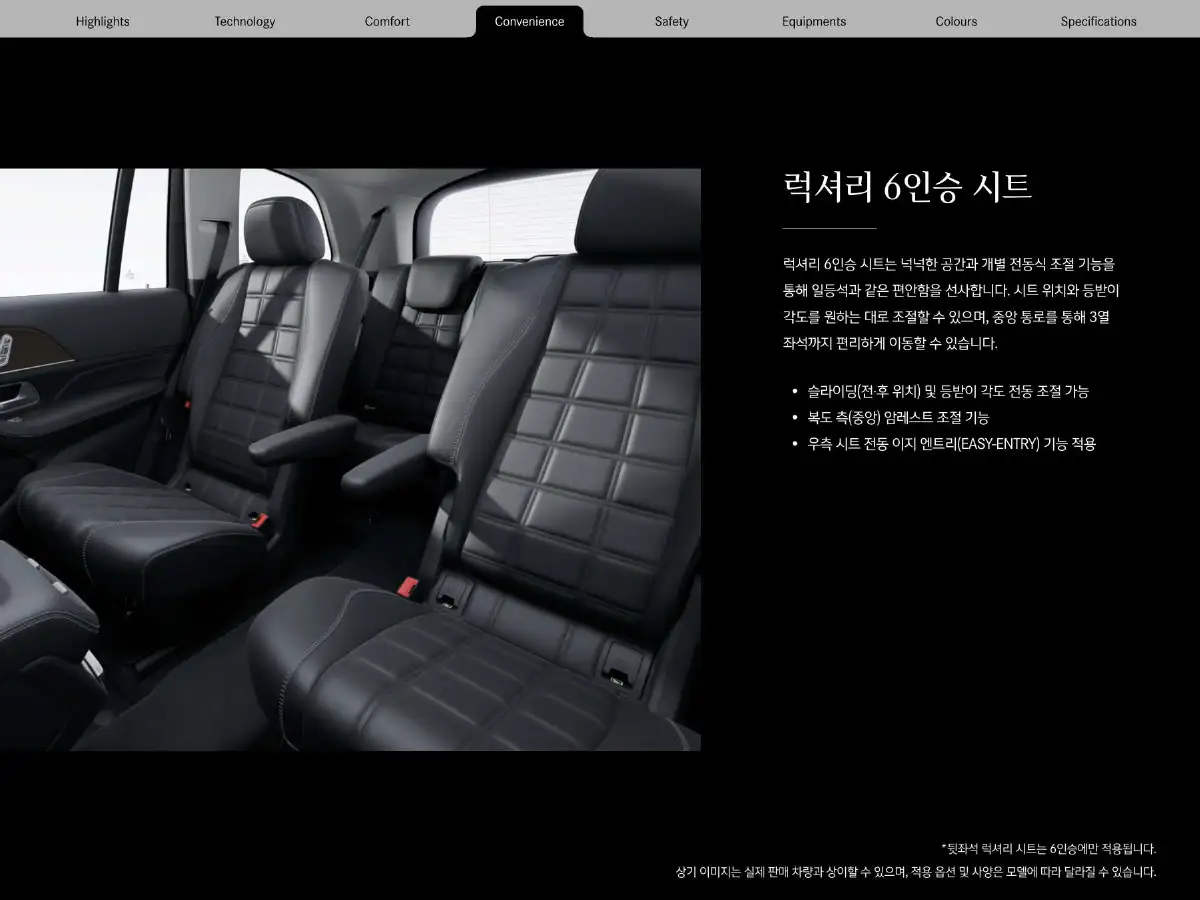 Highlights
Technology
Comfort
Convenience
Safety
Equipments
Colours
Specifications
럭셔리 6인승 시트
럭셔리 6인승 시트는 넉넉한 공간과 개별 전동식 조절 기능을
통해 일등석과 같은 편안함을 선사합니다. 시트 위치와 등받이
각도를 원하는 대로 조절할 수 있으며, 중앙 통로를 통해 3열
좌석까지 편리하게 이동할 수 있습니다.
• 슬라이딩(전·후 위치) 및 등받이 각도 전동 조절 가능
• 복도 측(중앙) 암레스트 조절 기능
• 우측 시트 전동 이지 엔트리(EASY-ENTRY) 기능 적용
*뒷좌석 럭셔리 시트는 6인승에만 적용됩니다.
상기 이미지는 실제 판매 차량과 상이할 수 있으며, 적용 옵션 및 사양은 모델에 따라 달라질 수 있습니다.